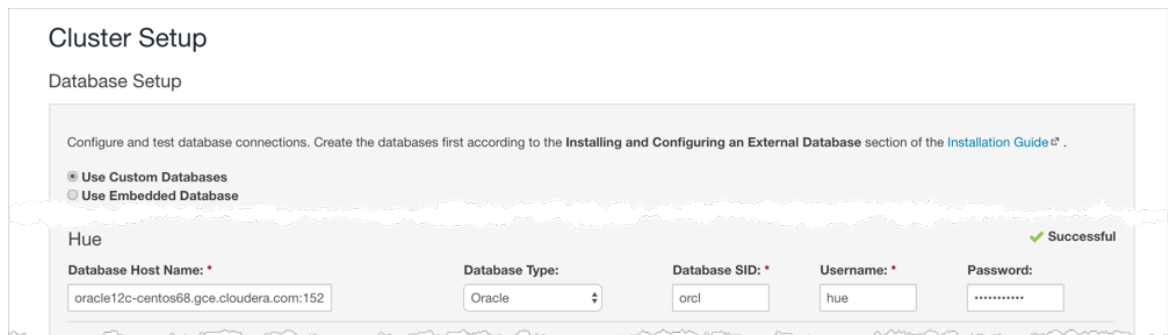 Cluster Setup
Database Setup
Configure and test database connections. Create the databases first according to the Installing and Configuring an External Database section of the Installation Guide .
Use Custom Databases
Use Embedded Database
Hue
Successful
Database Host Name: * Database Type: Database SID: * Username: * Password:
oracle12c-centos68.gce.cloudera.com:152 Oracle orcl hue •••••••••••